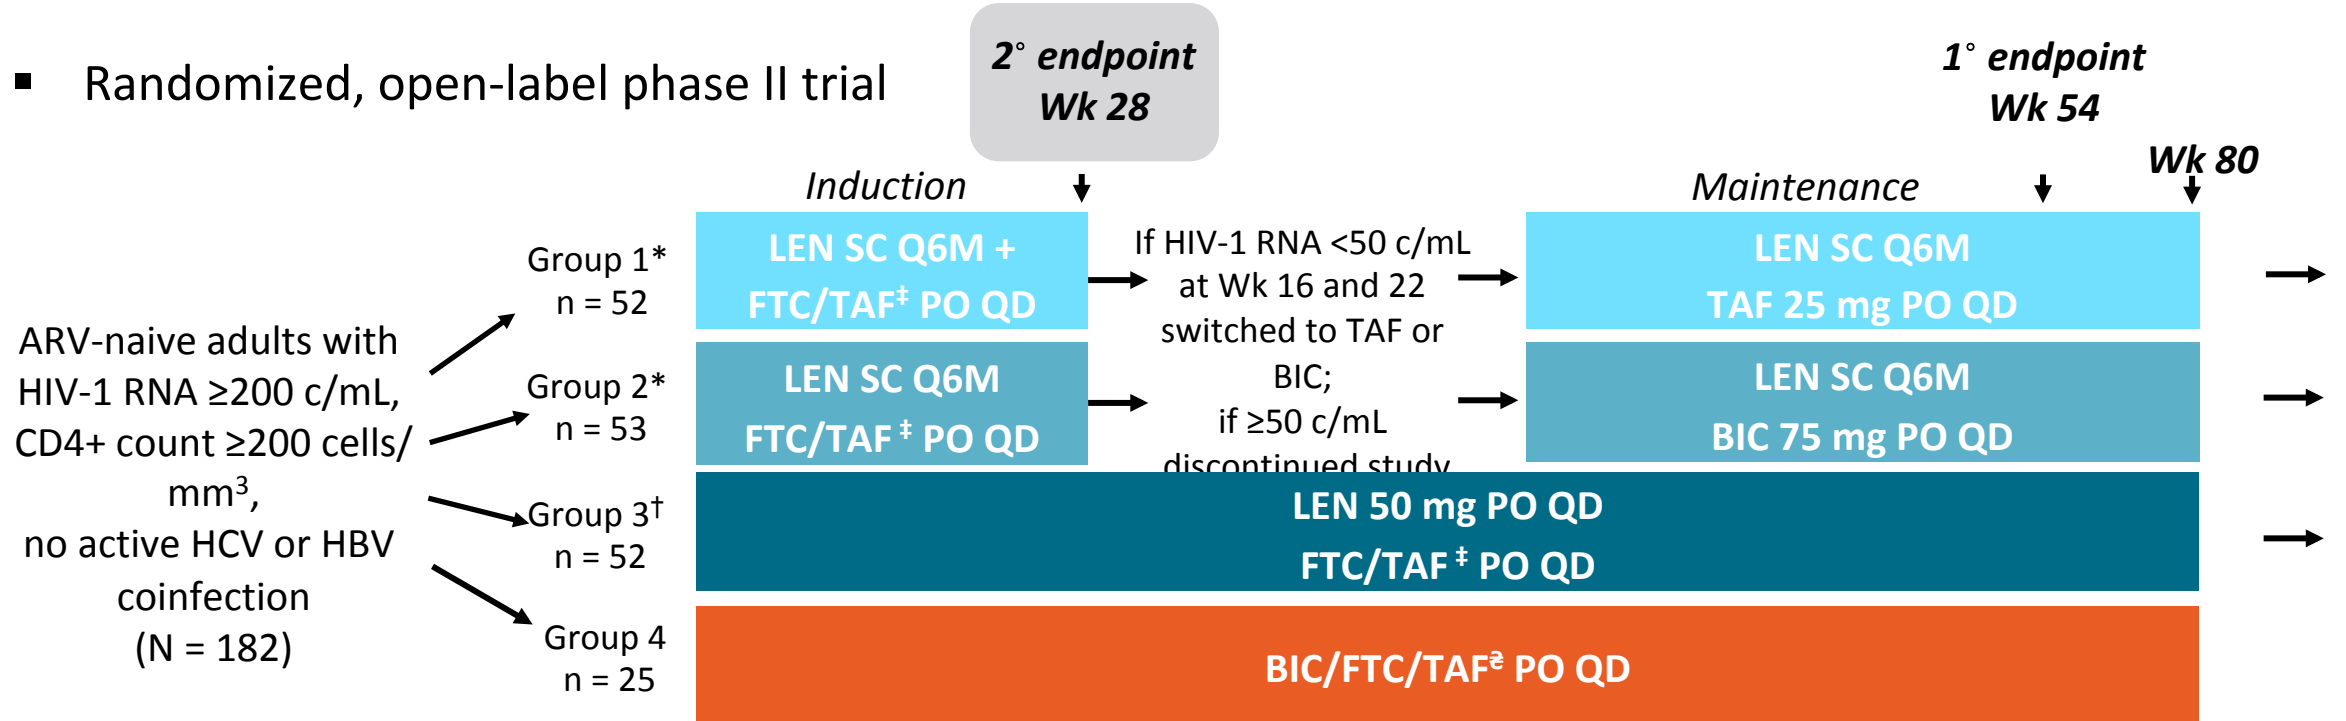 ▪ Randomized, open-label phase II trial
2° endpoint
Wk 28
1° endpoint
Wk 54
Wk 80
Induction
Maintenance
ARV-naive adults with
HIV-1 RNA ≥200 c/mL,
CD4+ count ≥200 cells/
mm³,
no active HCV or HBV
coinfection
(N = 182)
Group 1*
n = 52
LEN SC Q6M +
FTC/TAF‡ PO QD
Group 2*
n = 53
LEN SC Q6M
FTC/TAF ‡ PO QD
If HIV-1 RNA <50 c/mL
at Wk 16 and 22
switched to TAF or
BIC;
if ≥50 c/mL
discontinued study
LEN SC Q6M
TAF 25 mg PO QD
LEN SC Q6M
BIC 75 mg PO QD
Group 3†
n = 52
LEN 50 mg PO QD
FTC/TAF ‡ PO QD
Group 4
n = 25
BIC/FTC/TAF₴ PO QD